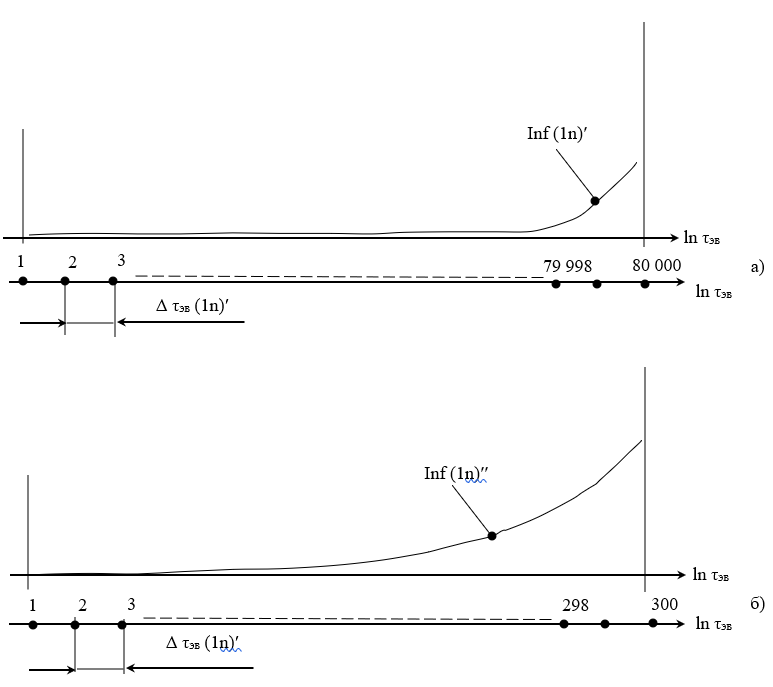 Inf (1n)′
ln τэв
1 2 3 79 998 80 000 а)
ln τэв
Δ τэв (1n)′
Inf (1n)″
ln τэв
1 2 3 298 300 б)
ln τэв
Δ τэв (1n)′